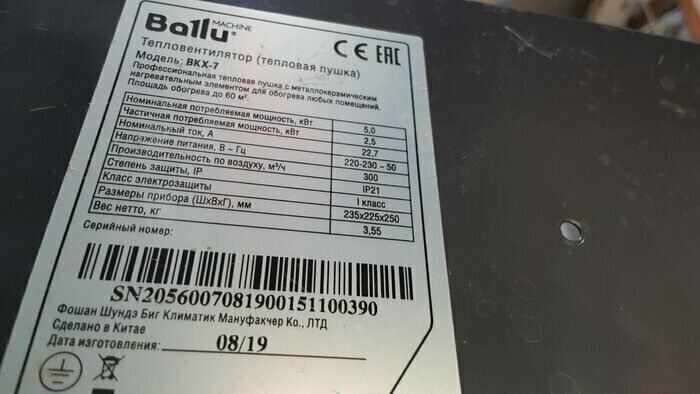 Ballu® MACHINE
CE EAC
Тепловентилятор (тепловая пушка)
Модель: BKX-7
Профессиональная тепловая пушка с металлокерамическим
нагревательным элементом для обогрева любых помещений.
Площадь обогрева до 60 м².
Номинальная потребляемая мощность, кВт 5,0
Частичная потребляемая мощность, кВт 2,5
Номинальный ток, А 22,7
Напряжение питания, В ~ Гц 220-230 ~ 50
Производительность по воздуху, м³/ч 300
Степень защиты, IP IP21
Класс электрозащиты I класс
Размеры прибора (ШхВхГ), мм 235x225x250
Вес нетто, кг 3,55
Серийный номер:
SN2056007081900151100390
Фошан Шундэ Биг Климатик Мануфакчер Ко., ЛТД
Сделано в Китае
Дата изготовления: 08/19